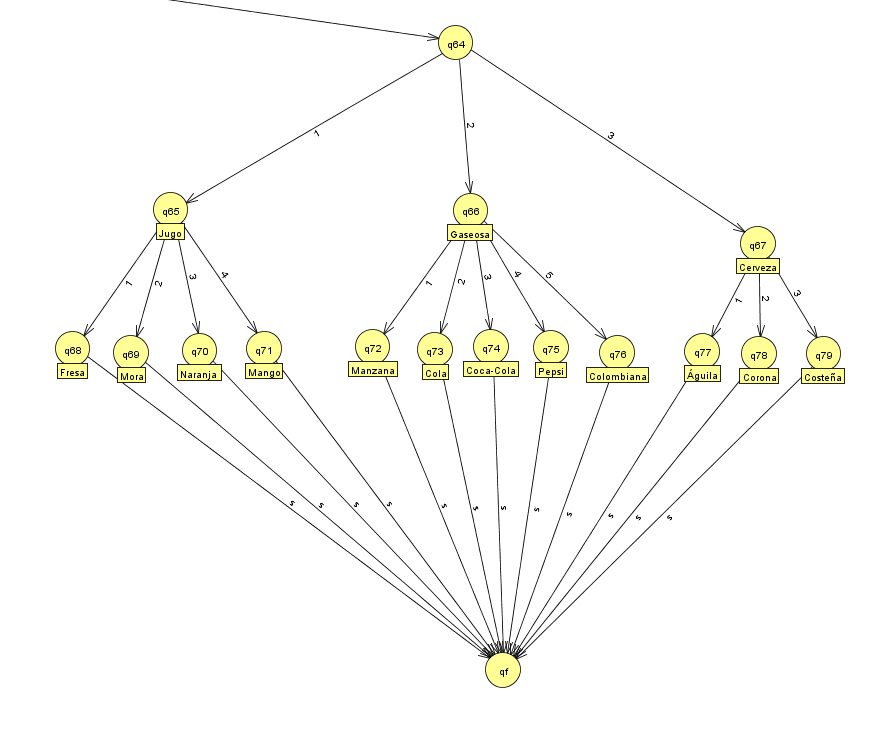 q64
1
2
3
q65
Jugo
q66
Gaseosa
q67
Cerveza
1
2
3
4
1
2
3
4
5
1
2
3
q68
Fresa
q69
Mora
q70
Naranja
q71
Mango
q72
Manzana
q73
Cola
q74
Coca-Cola
q75
Pepsi
q76
Colombiana
q77
Águila
q78
Corona
q79
Costeña
s
s
s
s
s
s
s
s
s
s
s
s
qf